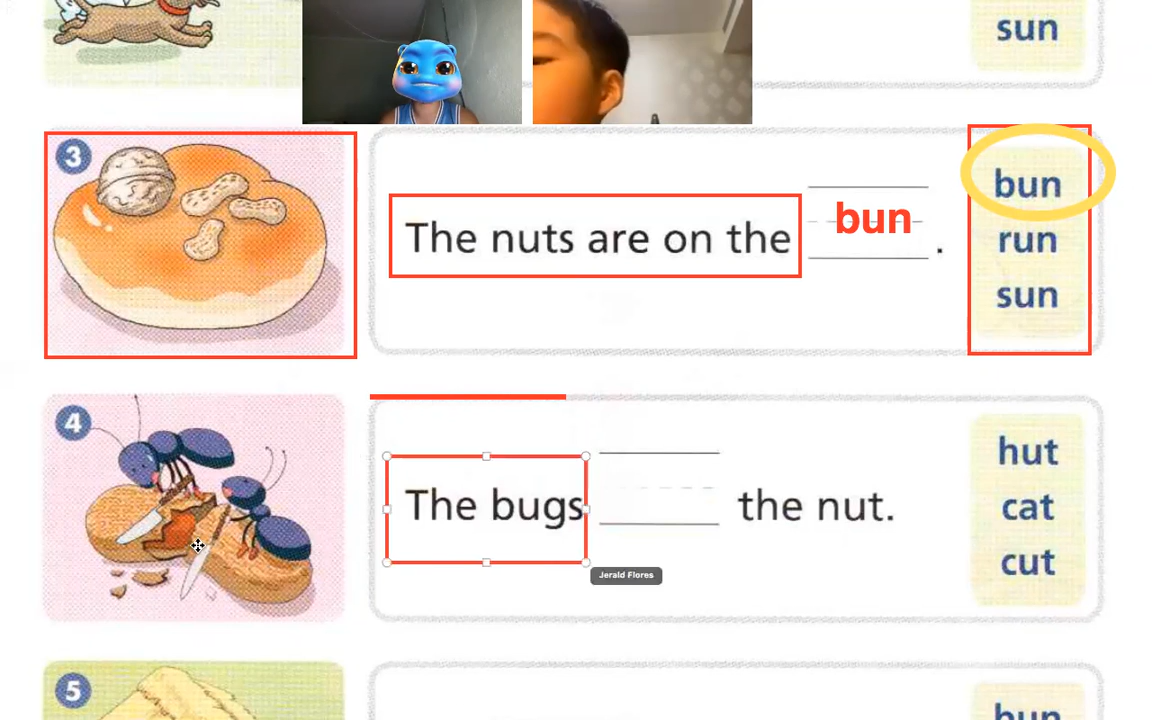 sun
3
The nuts are on the bun.
bun
run
sun
4
The bugs the nut.
Jerald Flores
hut
cat
cut
5
bun